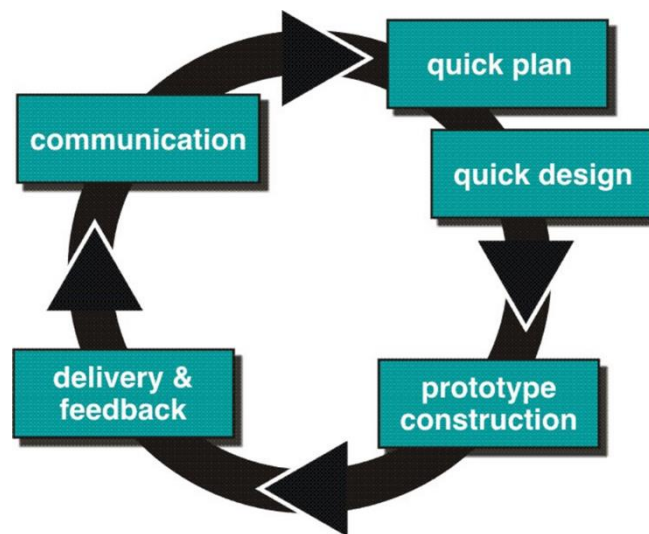 quick plan
communication
quick design
delivery &
feedback
prototype
construction